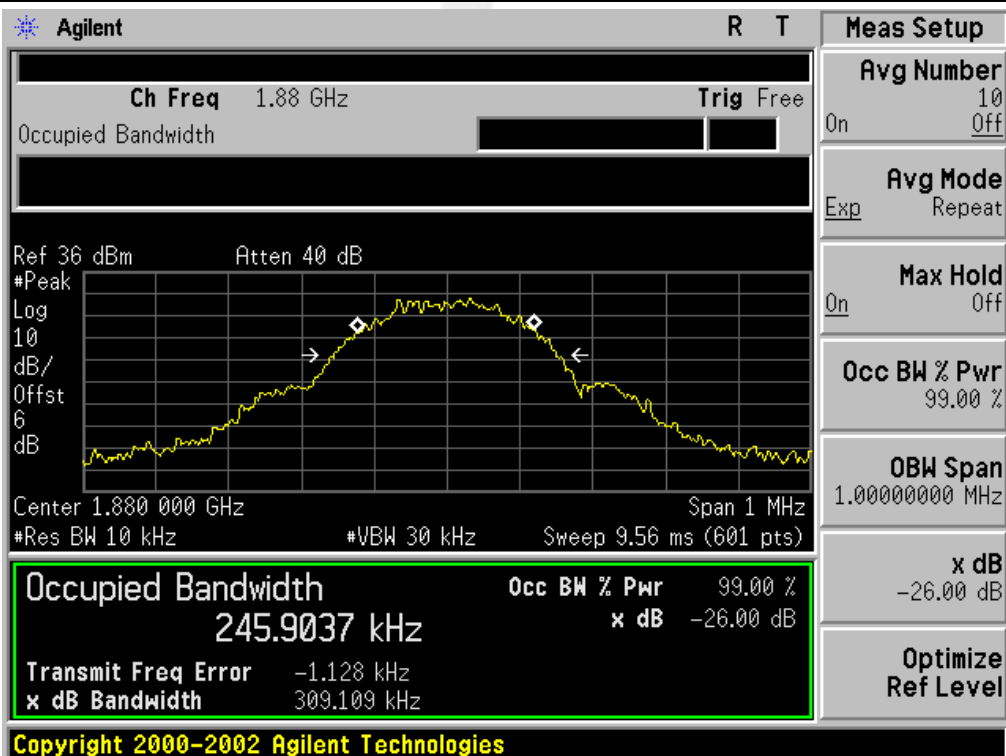 Agilent R T Meas Setup
Ch Freq 1.88 GHz Trig Free
Occupied Bandwidth
Avg Number
10
On Off
Avg Mode
Exp Repeat
Max Hold
On Off
Occ BW % Pwr
99.00 %
OBW Span
1.00000000 MHz
x dB
-26.00 dB
Optimize
Ref Level
Ref 36 dBm Atten 40 dB
#Peak
Log
10
dB/
Offst
6
dB
Center 1.880 000 GHz Span 1 MHz
#Res BW 10 kHz #VBW 30 kHz Sweep 9.56 ms (601 pts)
Occupied Bandwidth Occ BW % Pwr 99.00 %
245.9037 kHz x dB -26.00 dB
Transmit Freq Error -1.128 kHz
x dB Bandwidth 309.109 kHz
Copyright 2000-2002 Agilent Technologies